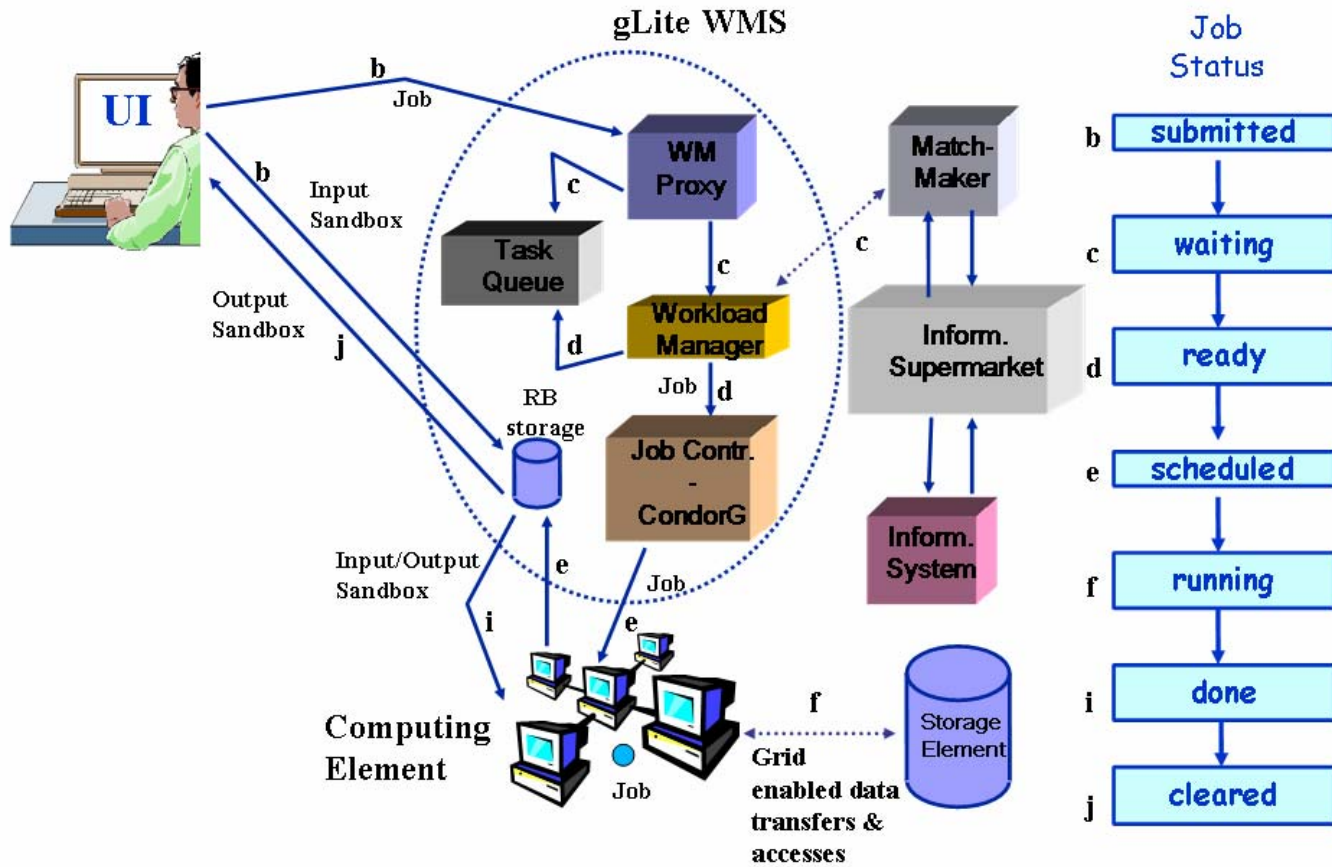 gLite WMS
Job
Status
UI
b
Job
b
Input
Sandbox
Output
Sandbox
j
WM
Proxy
c
Task
Queue
c
c
Match-
Maker
Workload
Manager
d
Job
d
Inform.
Supermarket
RB
storage
Job Contr.
-
CondorG
Inform.
System
Input/Output
Sandbox
e
Job
i
e
Computing
Element
Job
f
Grid
enabled data
transfers &
accesses
Storage
Element
b
submitted
c
waiting
d
ready
e
scheduled
f
running
i
done
j
cleared